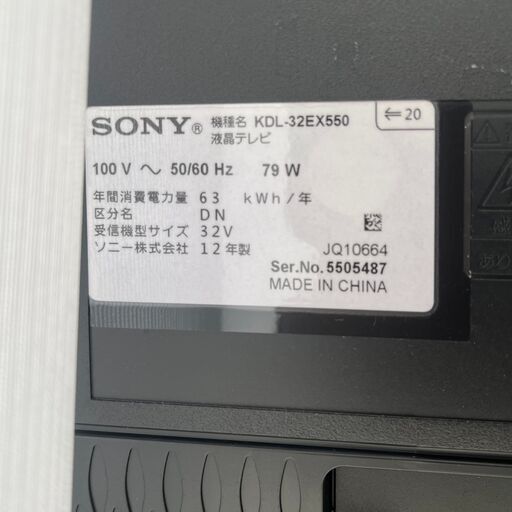 SONY® 機種名 KDL-32EX550
液晶テレビ
⇐20
100 V ～ 50/60 Hz 79 W
年間消費電力量 63 kWh/年
区分名 DN
受信機型サイズ 32V
ソニー株式会社 12年製
JQ10664
Ser.No. 5505487
MADE IN CHINA